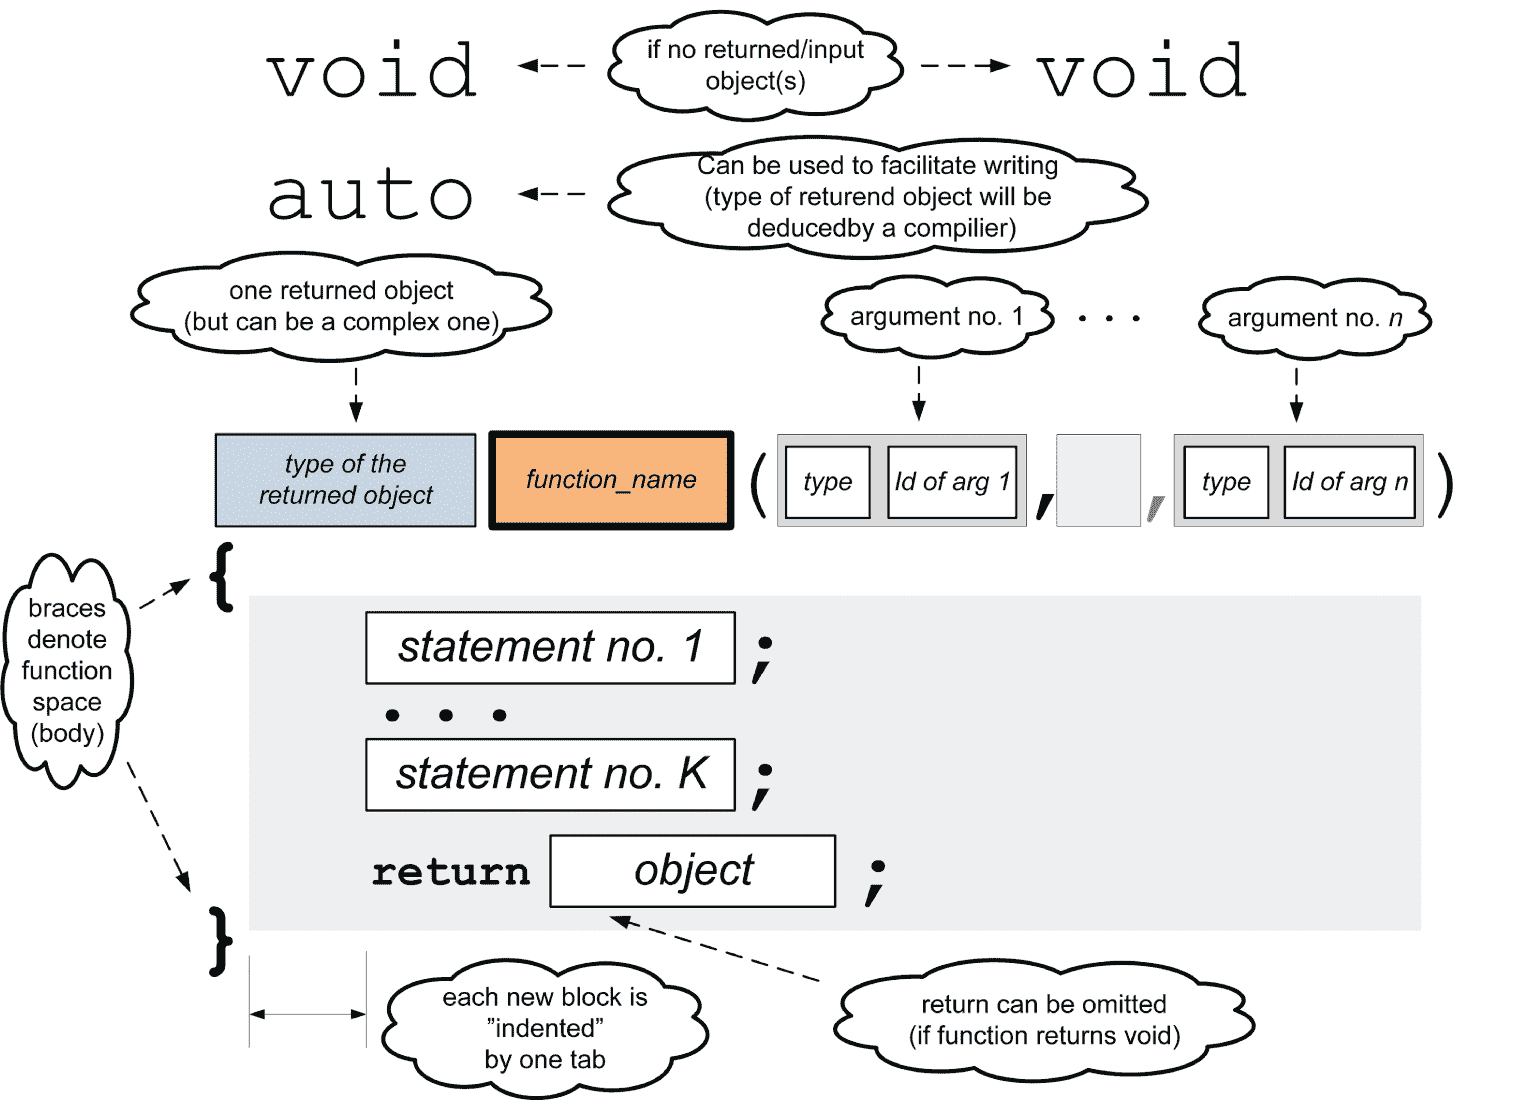 void
if no returned/input
object(s)
void
auto
Can be used to facilitate writing
(type of returend object will be
deducedby a compilier)
one returned object
(but can be a complex one)
argument no. 1
. . .
argument no. n
type of the
returned object
function_name
(
type
Id of arg 1
,
,
type
Id of arg n
)
{
braces
denote
function
space
(body)
statement no. 1 ;
. . .
statement no. K ;
return object ;
}
each new block is
”indented”
by one tab
return can be omitted
(if function returns void)